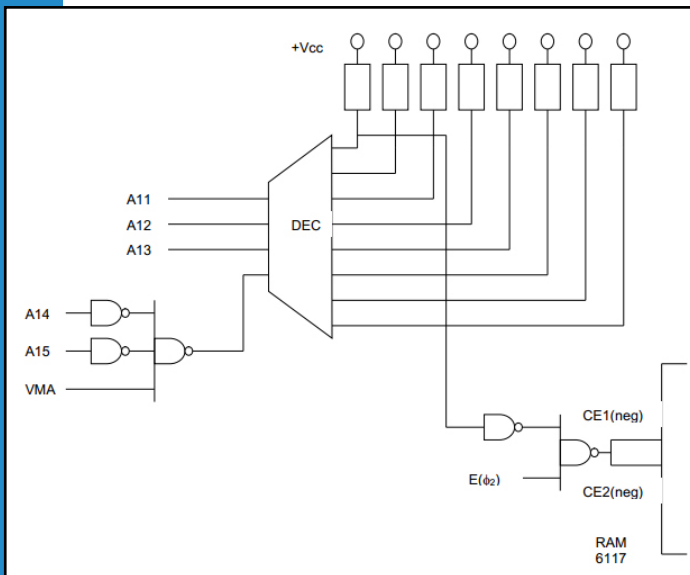 +Vcc
A11
A12
DEC
A13
A14
A15
VMA
CE1(neg)
E(ϕ₂)
CE2(neg)
RAM
6117